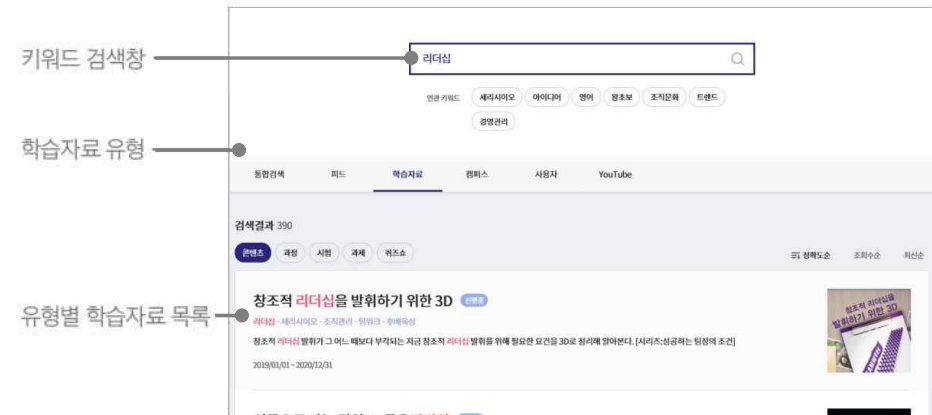 키워드 검색창
리더십
연관 키워드 세리시이오 아이디어 영어 왕초보 조직문화 트렌드
경영관리
학습자료 유형
통합검색 피드 학습자료 캠퍼스 사용자 YouTube
검색결과 390
콘텐츠 과정 시험 과제 퀴즈쇼
정확도순 조회수순 최신순
유형별 학습자료 목록
창조적 리더십을 발휘하기 위한 3D 진행중
리더십 · 세리시이오 · 조직관리 · 팀워크 · 후배육성
창조적 리더십 발휘가 그 어느 때보다 부각되는 지금 창조적 리더십 발휘를 위해 필요한 요건을 3D로 정리해 알아본다. [시리즈:성공하는 팀장의 조건]
2019/01/01 ~ 2020/12/31
창조적 리더십을
발휘하기 위한 3D